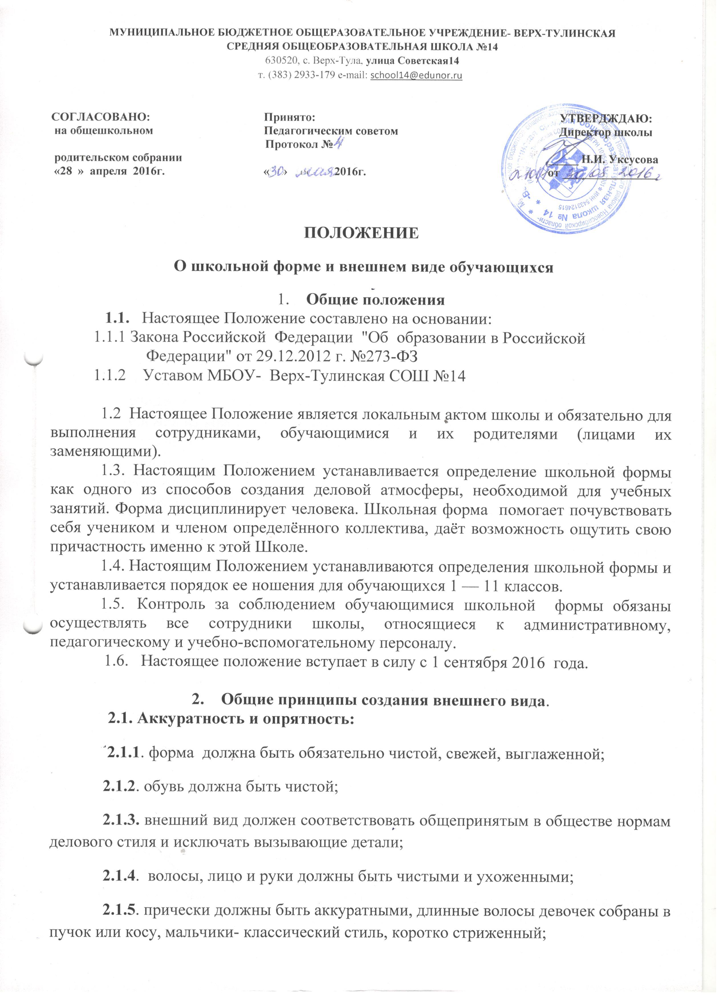 МУНИЦИПАЛЬНОЕ БЮДЖЕТНОЕ ОБЩЕРАЗОВАТЕЛЬНОЕ УЧРЕЖДЕНИЕ- ВЕРХ-ТУЛИНСКАЯ
СРЕДНЯЯ ОБЩЕОБРАЗОВАТЕЛЬНАЯ ШКОЛА №14
630520, с. Верх-Тула, улица Советская14
т. (383) 2933-179 e-mail: school14@edunor.ru
СОГЛАСОВАНО:
на общешкольном
родительском собрании
«28 » апреля 2016г.
Принято:
Педагогическим советом
Протокол № 4
«30» мая 2016г.
УТВЕРДЖДАЮ:
Директор школы
Н.И. Уксусова
от 30.05 2016г
школа № 14
ИНН 5433124615
ПОЛОЖЕНИЕ
О школьной форме и внешнем виде обучающихся
1. Общие положения
1.1. Настоящее Положение составлено на основании:
1.1.1 Закона Российской Федерации "Об образовании в Российской
Федерации" от 29.12.2012 г. №273-ФЗ
1.1.2 Уставом МБОУ- Верх-Тулинская СОШ №14
1.2 Настоящее Положение является локальным актом школы и обязательно для
выполнения сотрудниками, обучающимися и их родителями (лицами их
заменяющими).
1.3. Настоящим Положением устанавливается определение школьной формы
как одного из способов создания деловой атмосферы, необходимой для учебных
занятий. Форма дисциплинирует человека. Школьная форма помогает почувствовать
себя учеником и членом определённого коллектива, даёт возможность ощутить свою
причастность именно к этой Школе.
1.4. Настоящим Положением устанавливаются определения школьной формы и
устанавливается порядок ее ношения для обучающихся 1 — 11 классов.
1.5. Контроль за соблюдением обучающимися школьной формы обязаны
осуществлять все сотрудники школы, относящиеся к административному,
педагогическому и учебно-вспомогательному персоналу.
1.6. Настоящее положение вступает в силу с 1 сентября 2016 года.
2. Общие принципы создания внешнего вида.
2.1. Аккуратность и опрятность:
2.1.1. форма должна быть обязательно чистой, свежей, выглаженной;
2.1.2. обувь должна быть чистой;
2.1.3. внешний вид должен соответствовать общепринятым в обществе нормам
делового стиля и исключать вызывающие детали;
2.1.4. волосы, лицо и руки должны быть чистыми и ухоженными;
2.1.5. прически должны быть аккуратными, длинные волосы девочек собраны в
пучок или косу, мальчики- классический стиль, коротко стриженный;